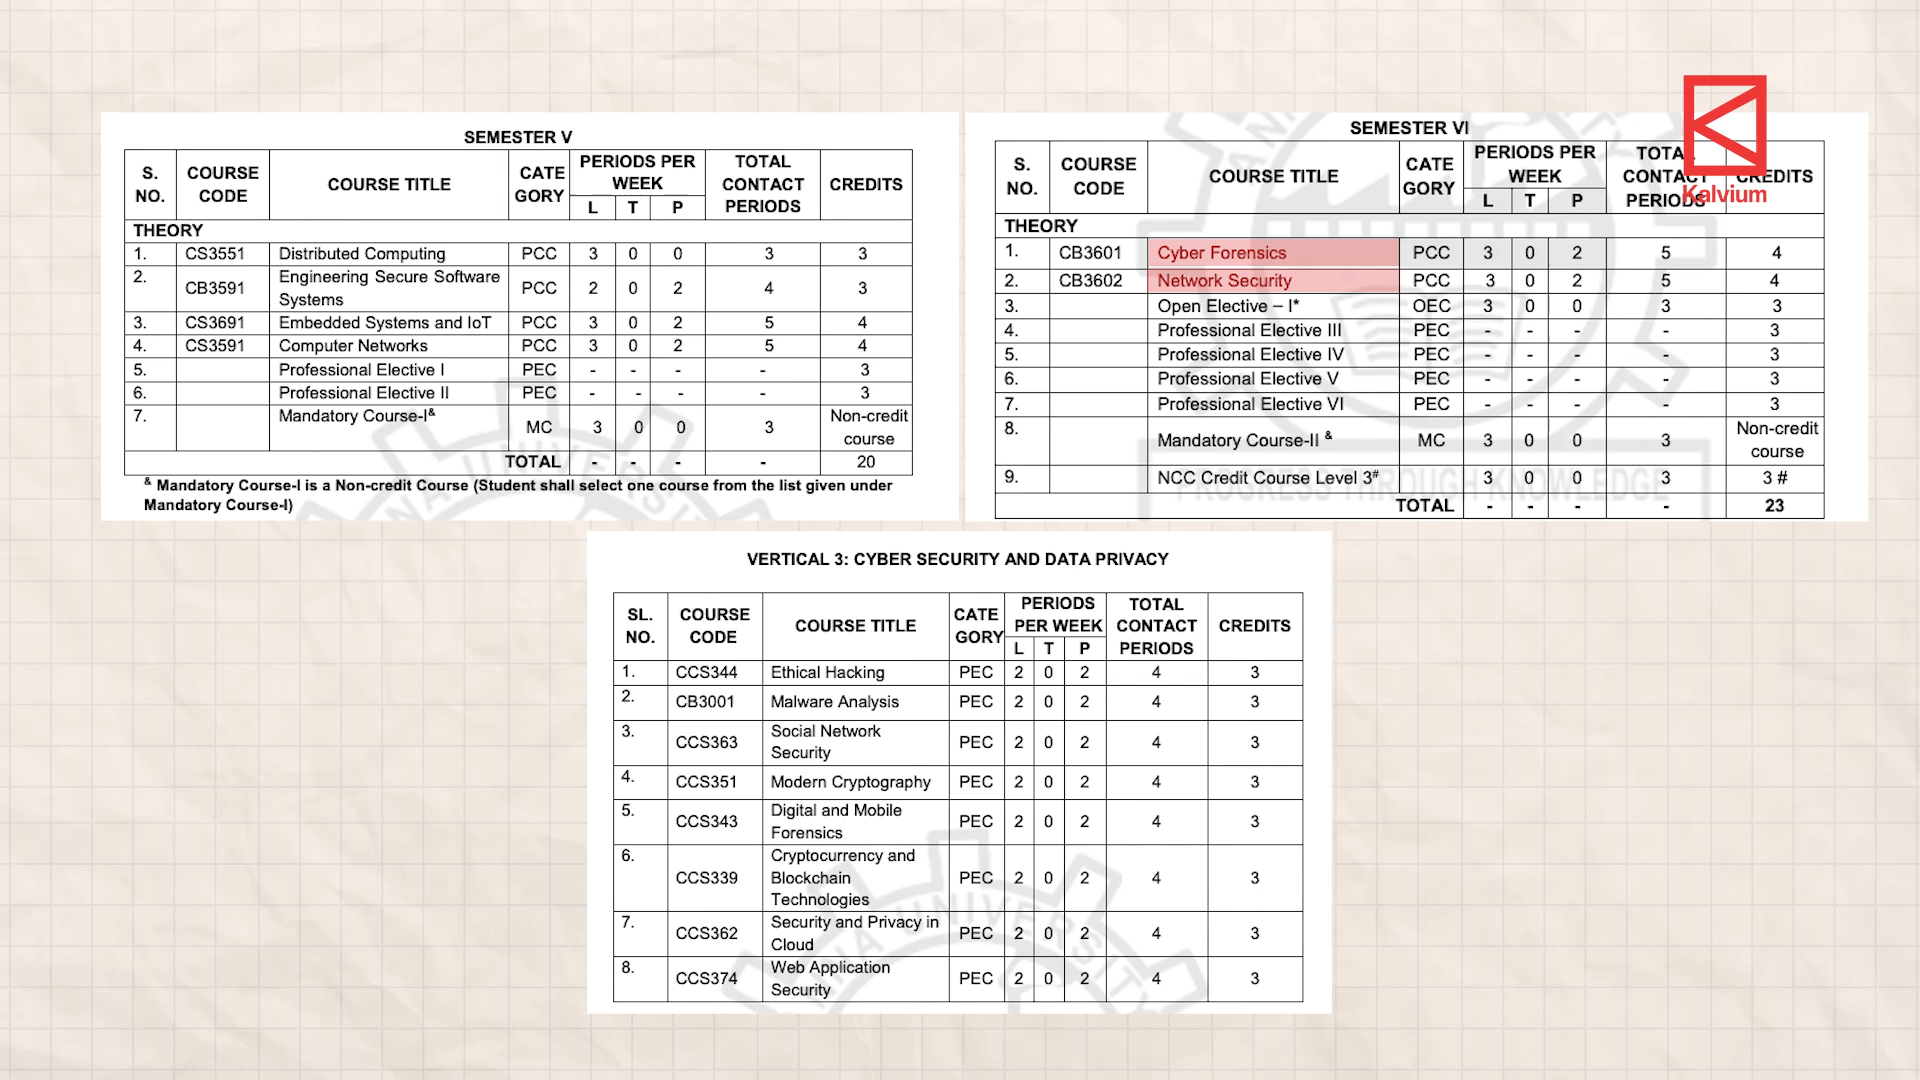 SEMESTER V
S. NO. COURSE CODE COURSE TITLE CATE GORY PERIODS PER WEEK TOTAL CONTACT PERIODS CREDITS
L T P
THEORY
1. CS3551 Distributed Computing PCC 3 0 0 3 3
2. CB3591 Engineering Secure Software Systems PCC 2 0 2 4 3
3. CS3691 Embedded Systems and IoT PCC 3 0 2 5 4
4. CS3591 Computer Networks PCC 3 0 2 5 4
5. Professional Elective I PEC - - - - 3
6. Professional Elective II PEC - - - - 3
7. Mandatory Course-I& MC 3 0 0 3 Non-credit course
TOTAL - - - - 20
& Mandatory Course-I is a Non-credit Course (Student shall select one course from the list given under
Mandatory Course-I)
SEMESTER VI
S. NO. COURSE CODE COURSE TITLE CATE GORY PERIODS PER WEEK TOTAL CONTACT PERIODS CREDITS
L T P
Kalvium
THEORY
1. CB3601 Cyber Forensics PCC 3 0 2 5 4
2. CB3602 Network Security PCC 3 0 2 5 4
3. Open Elective – I* OEC 3 0 0 3 3
4. Professional Elective III PEC - - - - 3
5. Professional Elective IV PEC - - - - 3
6. Professional Elective V PEC - - - - 3
7. Professional Elective VI PEC - - - - 3
8. Mandatory Course-II & MC 3 0 0 3 Non-credit course
9. NCC Credit Course Level 3# 3 0 0 3 3 #
PROGRESS THROUGH KNOWLEDGE
TOTAL - - - - 23
VERTICAL 3: CYBER SECURITY AND DATA PRIVACY
SL. NO. COURSE CODE COURSE TITLE CATE GORY PERIODS PER WEEK TOTAL CONTACT PERIODS CREDITS
L T P
1. CCS344 Ethical Hacking PEC 2 0 2 4 3
2. CB3001 Malware Analysis PEC 2 0 2 4 3
3. CCS363 Social Network Security PEC 2 0 2 4 3
4. CCS351 Modern Cryptography PEC 2 0 2 4 3
5. CCS343 Digital and Mobile Forensics PEC 2 0 2 4 3
6. CCS339 Cryptocurrency and Blockchain Technologies PEC 2 0 2 4 3
7. CCS362 Security and Privacy in Cloud PEC 2 0 2 4 3
8. CCS374 Web Application Security PEC 2 0 2 4 3